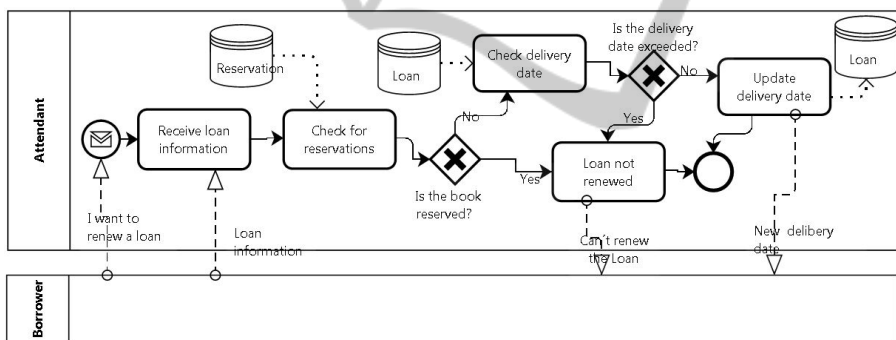 Attendant
I want to
renew a loan
Receive loan
information
Loan
information
Reservation
Check for
reservations
Is the book
reserved?
No
Yes
Loan
Check delivery
date
Is the delivery
date exceeded?
No
Yes
Loan not
renewed
Can't renew
the Loan
Update
delivery date
Loan
New delibery
date
Borrower